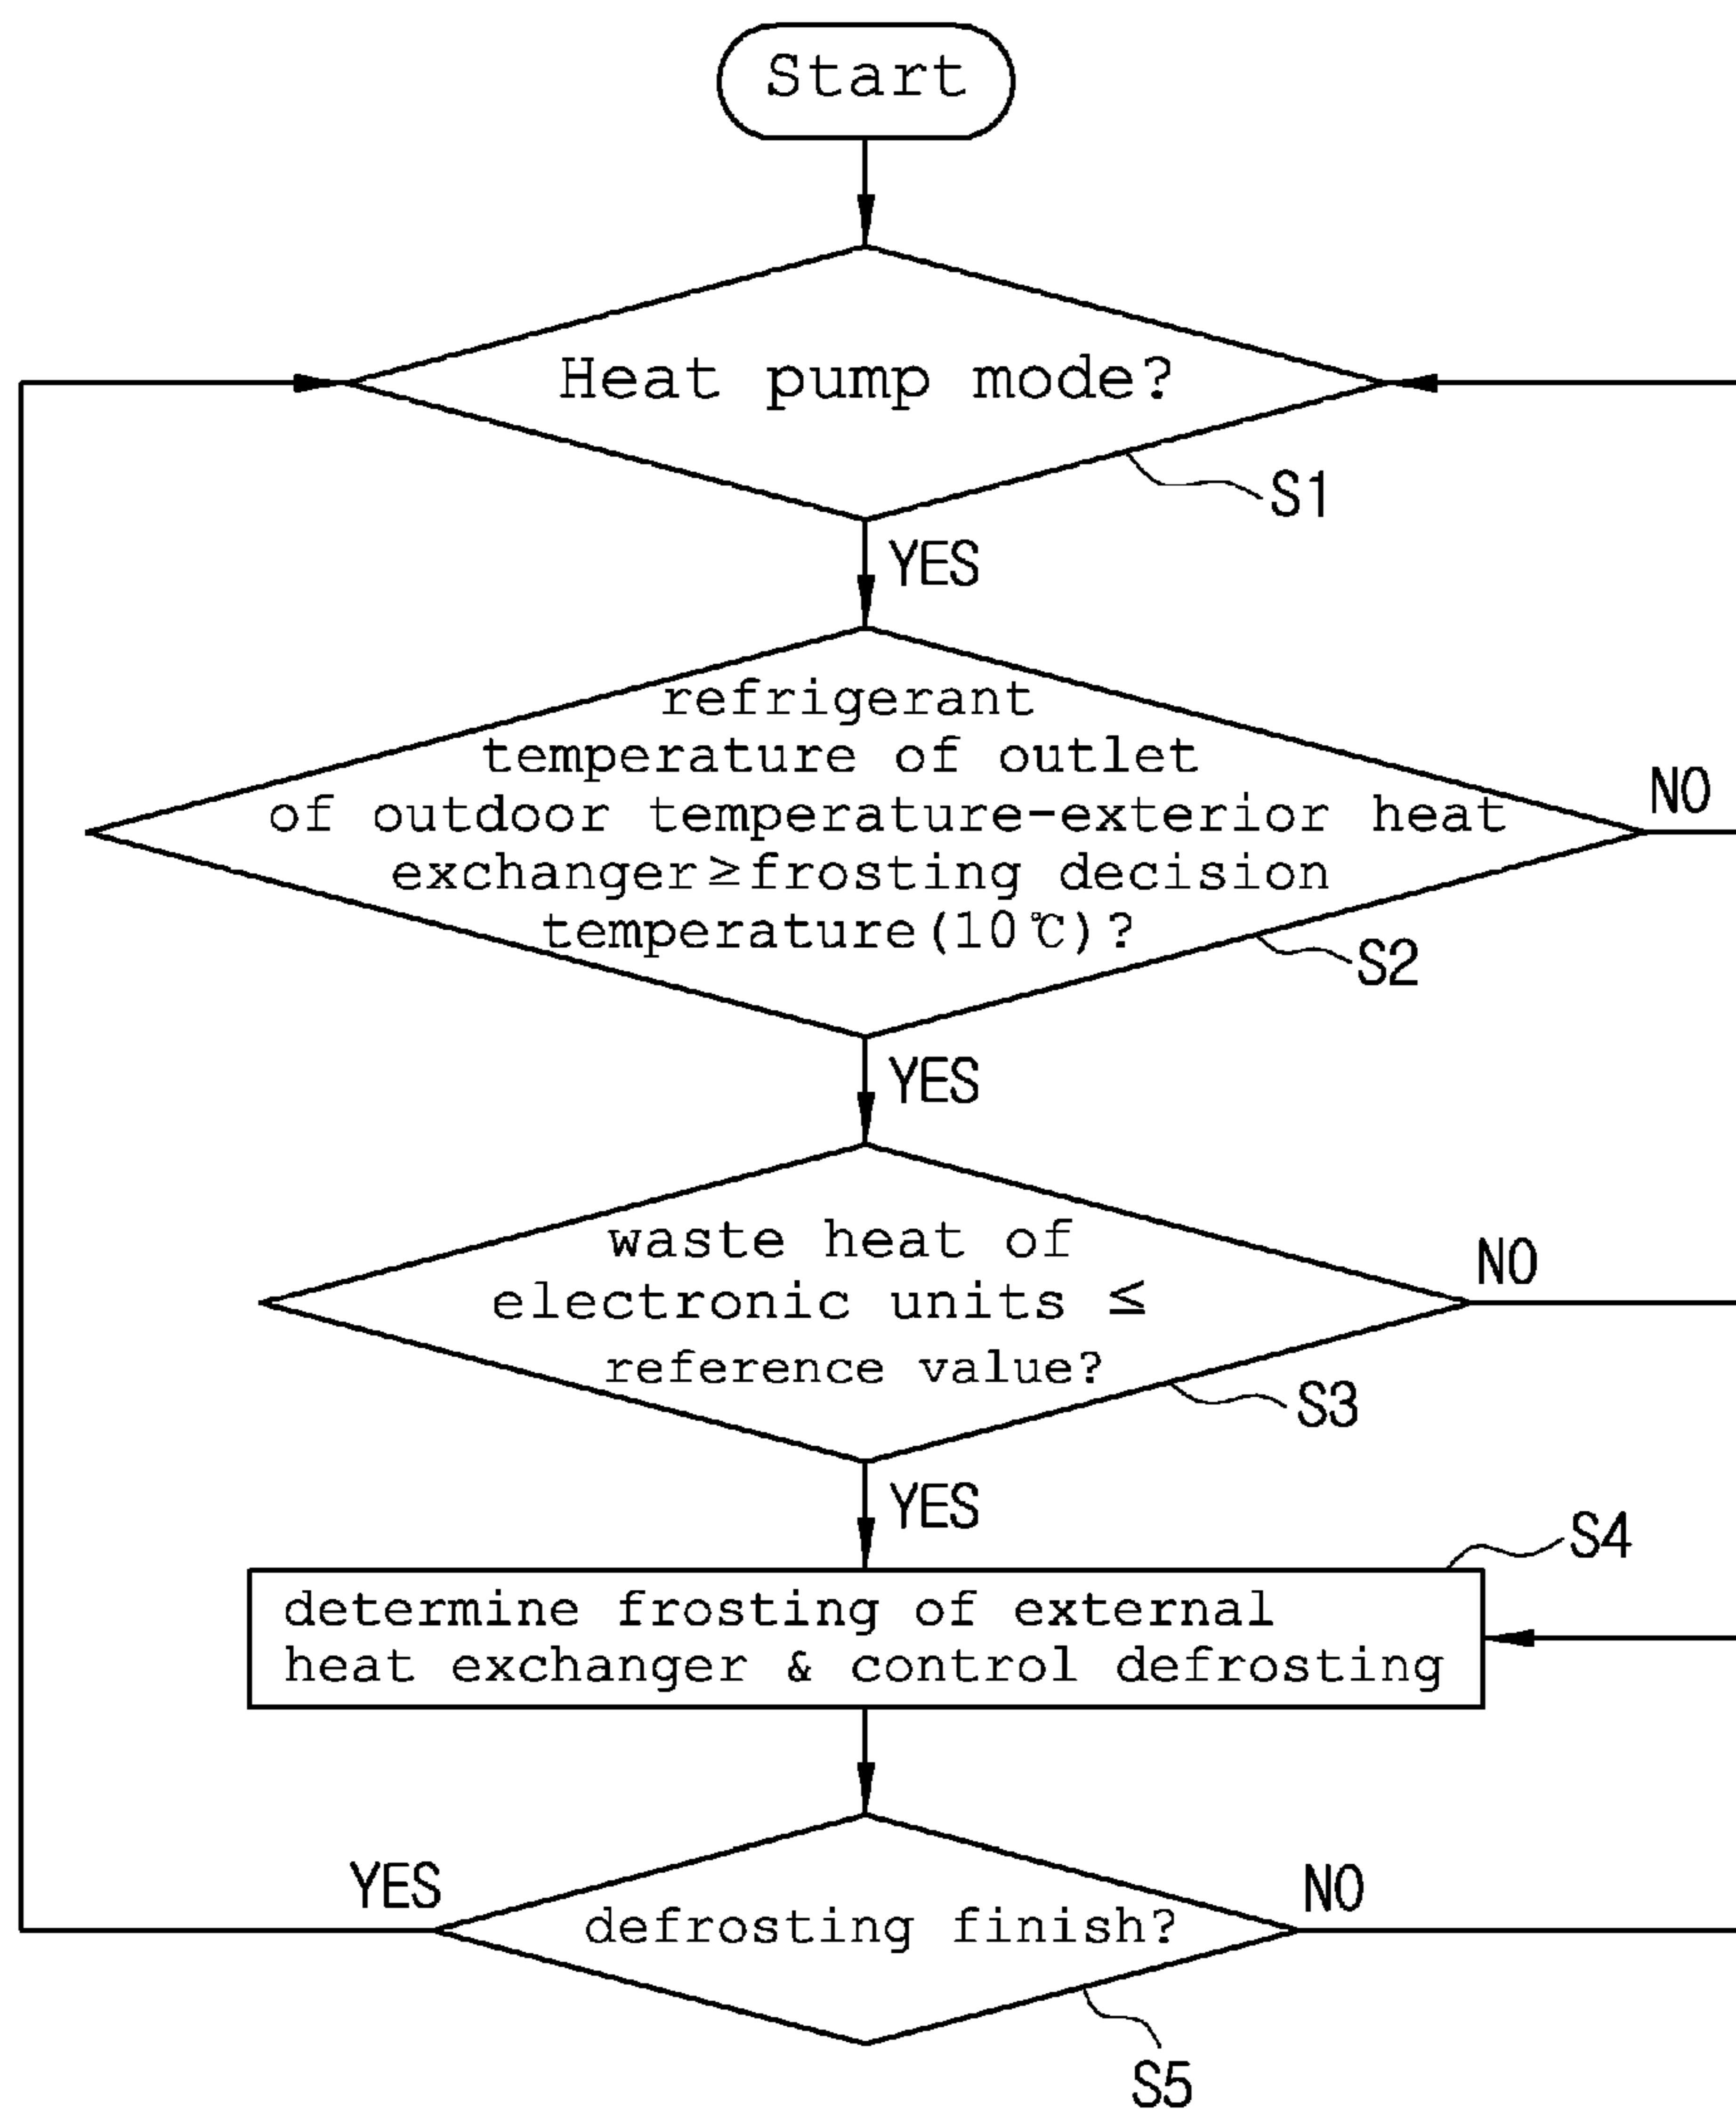 Start
Heat pump mode?
S1
YES
refrigerant
temperature of outlet
of outdoor temperature-exterior heat
exchanger≥frosting decision
temperature(10℃)?
NO
S2
YES
waste heat of
electronic units ≤
reference value?
NO
S3
YES
S4
determine frosting of external
heat exchanger & control defrosting
YES
defrosting finish?
NO
S5